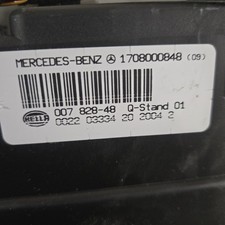 MERCEDES-BENZ 1708000848 (09)
HELLA 007 828-48 Q-Stand 01
0022 03334 20 2004 2